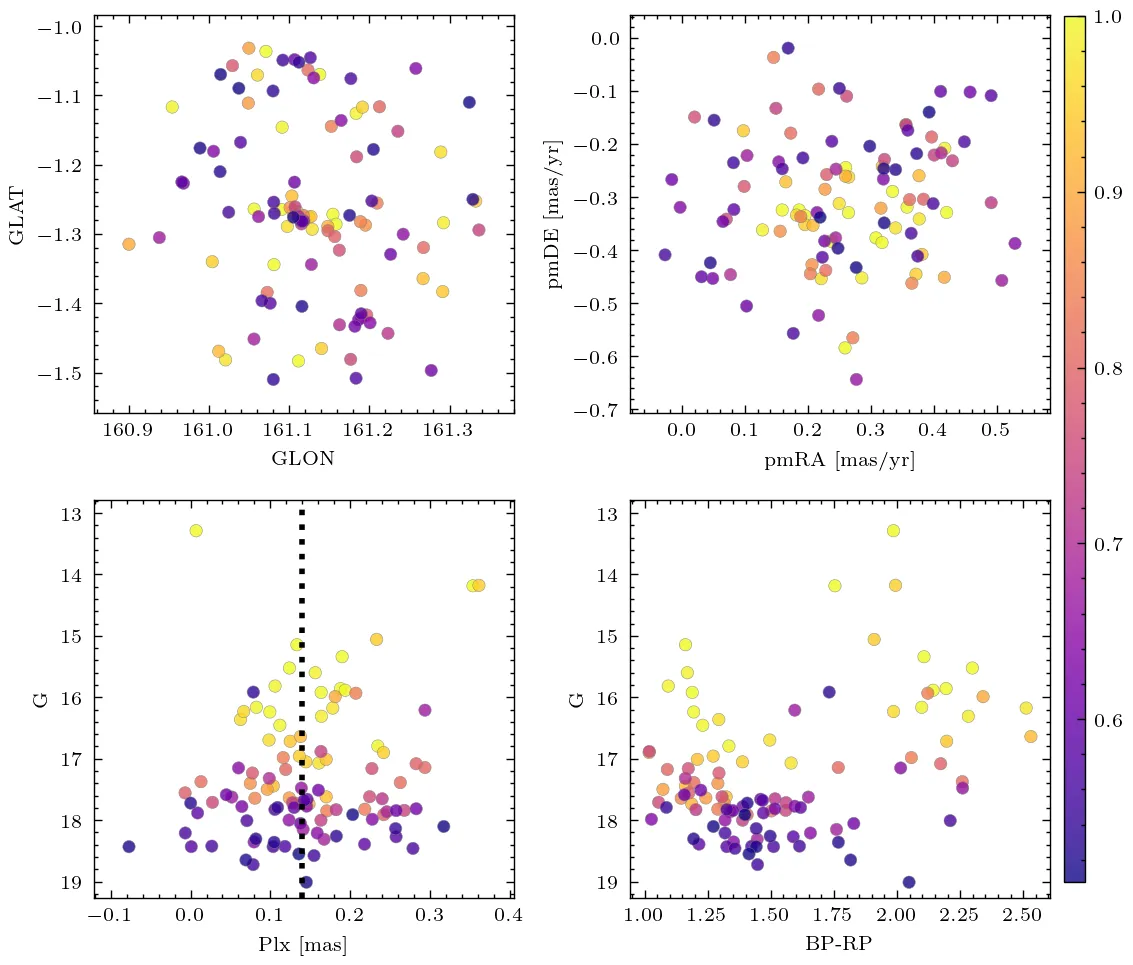 −1.0
−1.1
−1.2
−1.3
−1.4
−1.5
GLAT
160.9 161.0 161.1 161.2 161.3
GLON
0.0
−0.1
−0.2
−0.3
−0.4
−0.5
−0.6
−0.7
pmDE [mas/yr]
0.0 0.1 0.2 0.3 0.4 0.5
pmRA [mas/yr]
13
14
15
16
17
18
19
G
−0.1 0.0 0.1 0.2 0.3 0.4
Plx [mas]
13
14
15
16
17
18
19
G
1.00 1.25 1.50 1.75 2.00 2.25 2.50
BP-RP
1.0
0.9
0.8
0.7
0.6